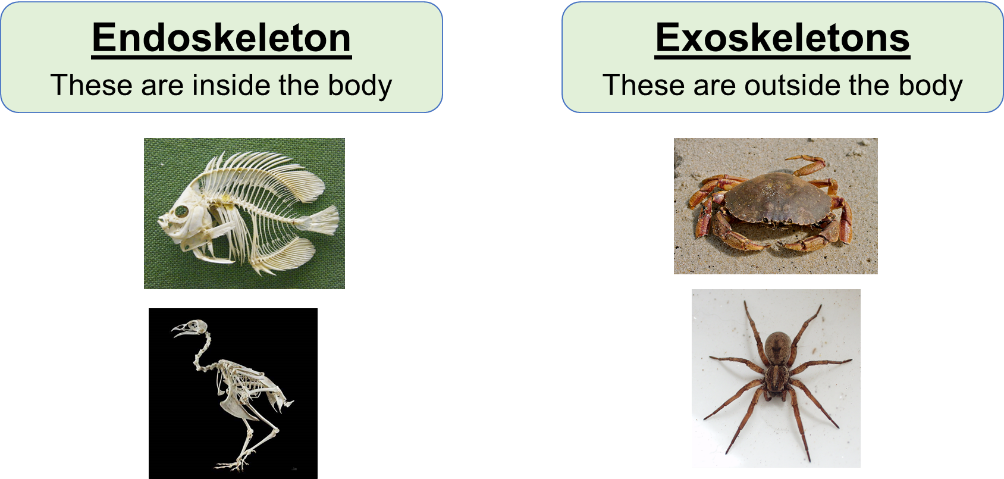 Endoskeleton
These are inside the body
Exoskeletons
These are outside the body